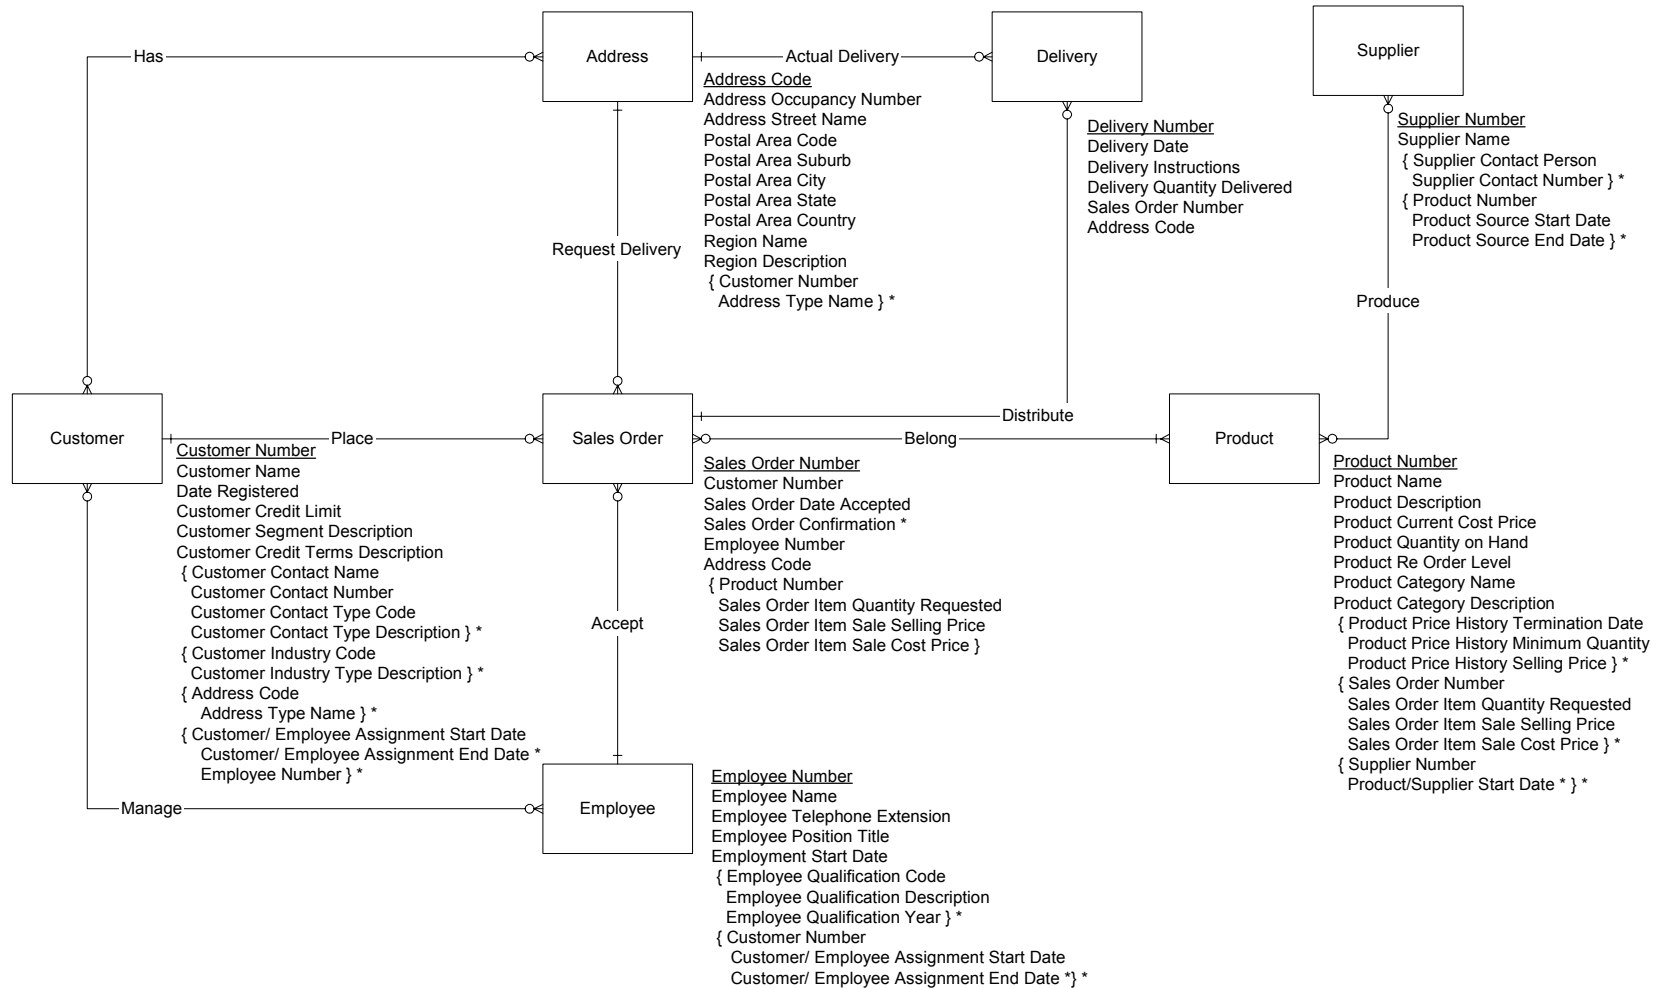 Has
Address
Actual Delivery
Delivery
Supplier
Address Code
Address Occupancy Number
Address Street Name
Postal Area Code
Postal Area Suburb
Postal Area City
Postal Area State
Postal Area Country
Region Name
Region Description
{ Customer Number
Address Type Name } *
Delivery Number
Delivery Date
Delivery Instructions
Delivery Quantity Delivered
Sales Order Number
Address Code
Supplier Number
Supplier Name
{ Supplier Contact Person
Supplier Contact Number } *
{ Product Number
Product Source Start Date
Product Source End Date } *
Request Delivery
Produce
Distribute
Customer
Place
Sales Order
Belong
Product
Customer Number
Customer Name
Date Registered
Customer Credit Limit
Customer Segment Description
Customer Credit Terms Description
{ Customer Contact Name
Customer Contact Number
Customer Contact Type Code
Customer Contact Type Description } *
{ Customer Industry Code
Customer Industry Type Description } *
{ Address Code
Address Type Name } *
{ Customer/ Employee Assignment Start Date
Customer/ Employee Assignment End Date *
Employee Number } *
Sales Order Number
Customer Number
Sales Order Date Accepted
Sales Order Confirmation *
Employee Number
Address Code
{ Product Number
Sales Order Item Quantity Requested
Sales Order Item Sale Selling Price
Sales Order Item Sale Cost Price }
Product Number
Product Name
Product Description
Product Current Cost Price
Product Quantity on Hand
Product Re Order Level
Product Category Name
Product Category Description
{ Product Price History Termination Date
Product Price History Minimum Quantity
Product Price History Selling Price } *
{ Sales Order Number
Sales Order Item Quantity Requested
Sales Order Item Sale Selling Price
Sales Order Item Sale Cost Price } *
{ Supplier Number
Product/Supplier Start Date * } *
Accept
Manage
Employee
Employee Number
Employee Name
Employee Telephone Extension
Employee Position Title
Employment Start Date
{ Employee Qualification Code
Employee Qualification Description
Employee Qualification Year } *
{ Customer Number
Customer/ Employee Assignment Start Date
Customer/ Employee Assignment End Date *} *